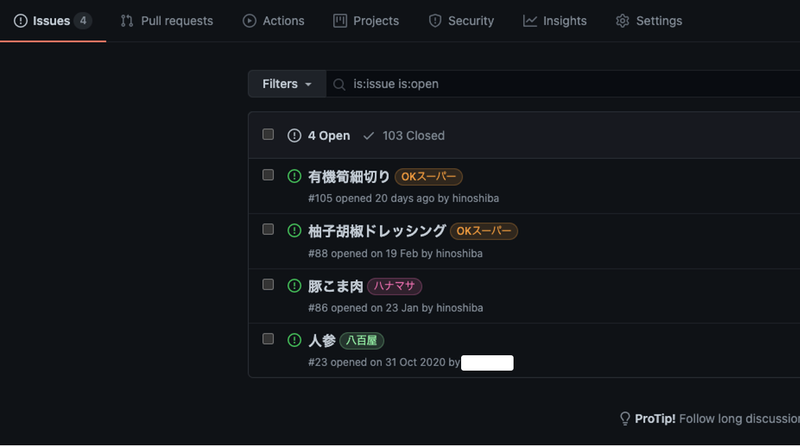 Issues 4 Pull requests Actions Projects Security Insights Settings
Filters is:issue is:open
4 Open 103 Closed
有機筍細切り OKスーパー
#105 opened 20 days ago by hinoshiba
柚子胡椒ドレッシング OKスーパー
#88 opened on 19 Feb by hinoshiba
豚こま肉 ハナマサ
#86 opened on 23 Jan by hinoshiba
人参 八百屋
#23 opened on 31 Oct 2020 by
ProTip! Follow long discussion